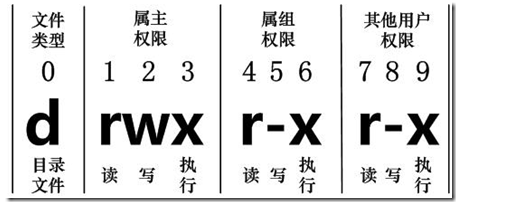 文件 属主 属组 其他用户
类型 权限 权限 权限
0 1 2 3 4 5 6 7 8 9
d rwx r-x r-x
目录 读 写 执 读 写 执 读 写 执
文件 行 行 行